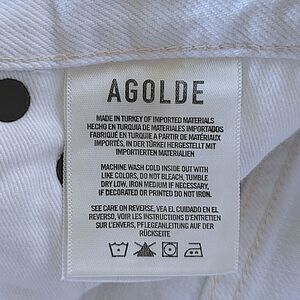 AGOLDE
MADE IN TURKEY OF IMPORTED MATERIALS
HECHO EN TURQUIA DE MATERIALES IMPORTADOS
FABRIQUÉ EN TURQUIE A PARTIR DE MATÉRIAUX
IMPORTÉS, IN DER TÜRKEI HERGESTELLT MIT
IMPORTIERTEN MATERIALIEN
MACHINE WASH COLD INSIDE OUT WITH
LIKE COLORS, DO NOT BLEACH, TUMBLE
DRY LOW, IRON MEDIUM IF NECESSARY,
IF DECORATED OR PRINTED DO NOT IRON.
SEE CARE ON REVERSE, VEA EL CUIDADO EN EL
REVERSO, VOIR LES INSTRUCTIONS D'ENTRETIEN
SUR L'ENVERS, PFLEGEANLEITUNG AUF DER
RÜCKSEITE